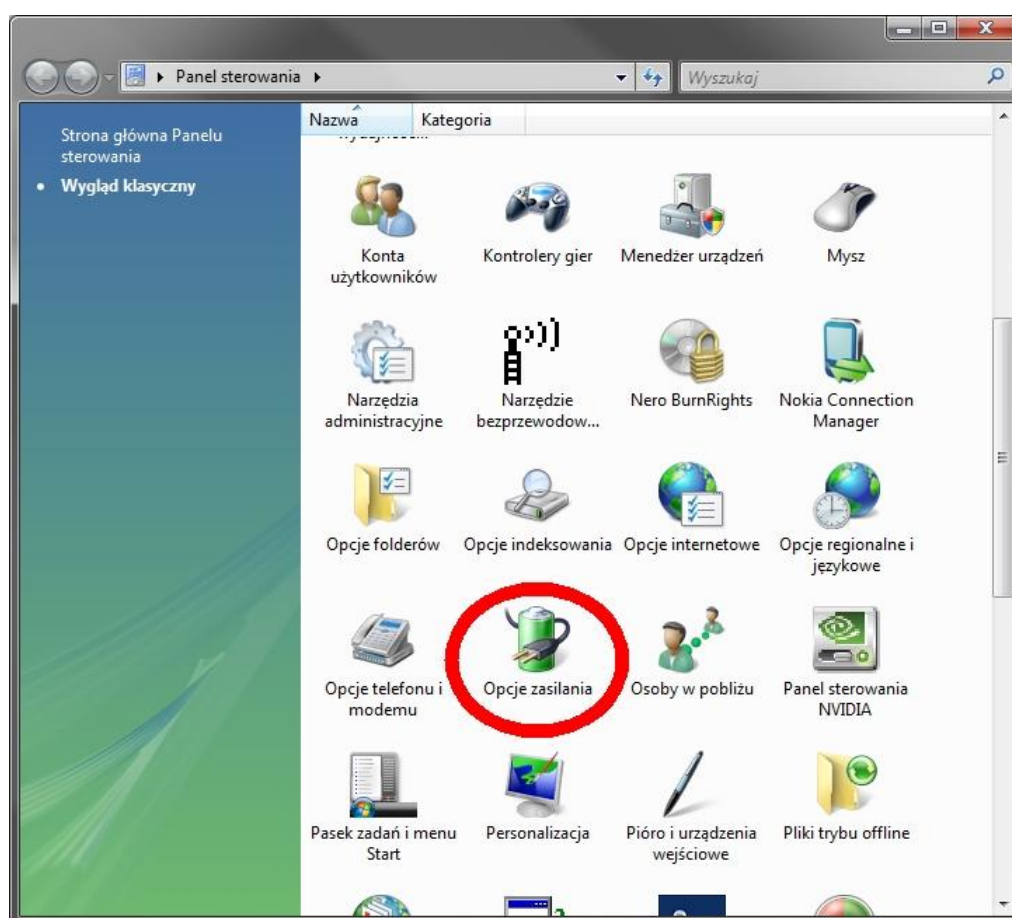 Panel sterowania
Wyszukaj
Strona główna Panelu
sterowania
Wygląd klasyczny
Nazwa Kategoria
Konta
użytkowników
Kontrolery gier
Menedżer urządzeń
Mysz
Narzędzia
administracyjne
Narzędzie
bezprzewodow...
Nero BurnRights
Nokia Connection
Manager
Opcje folderów
Opcje indeksowania
Opcje internetowe
Opcje regionalne i
językowe
Opcje telefonu i
modemu
Opcje zasilania
Osoby w pobliżu
Panel sterowania
NVIDIA
Pasek zadań i menu
Start
Personalizacja
Pióro i urządzenia
wejściowe
Pliki trybu offline